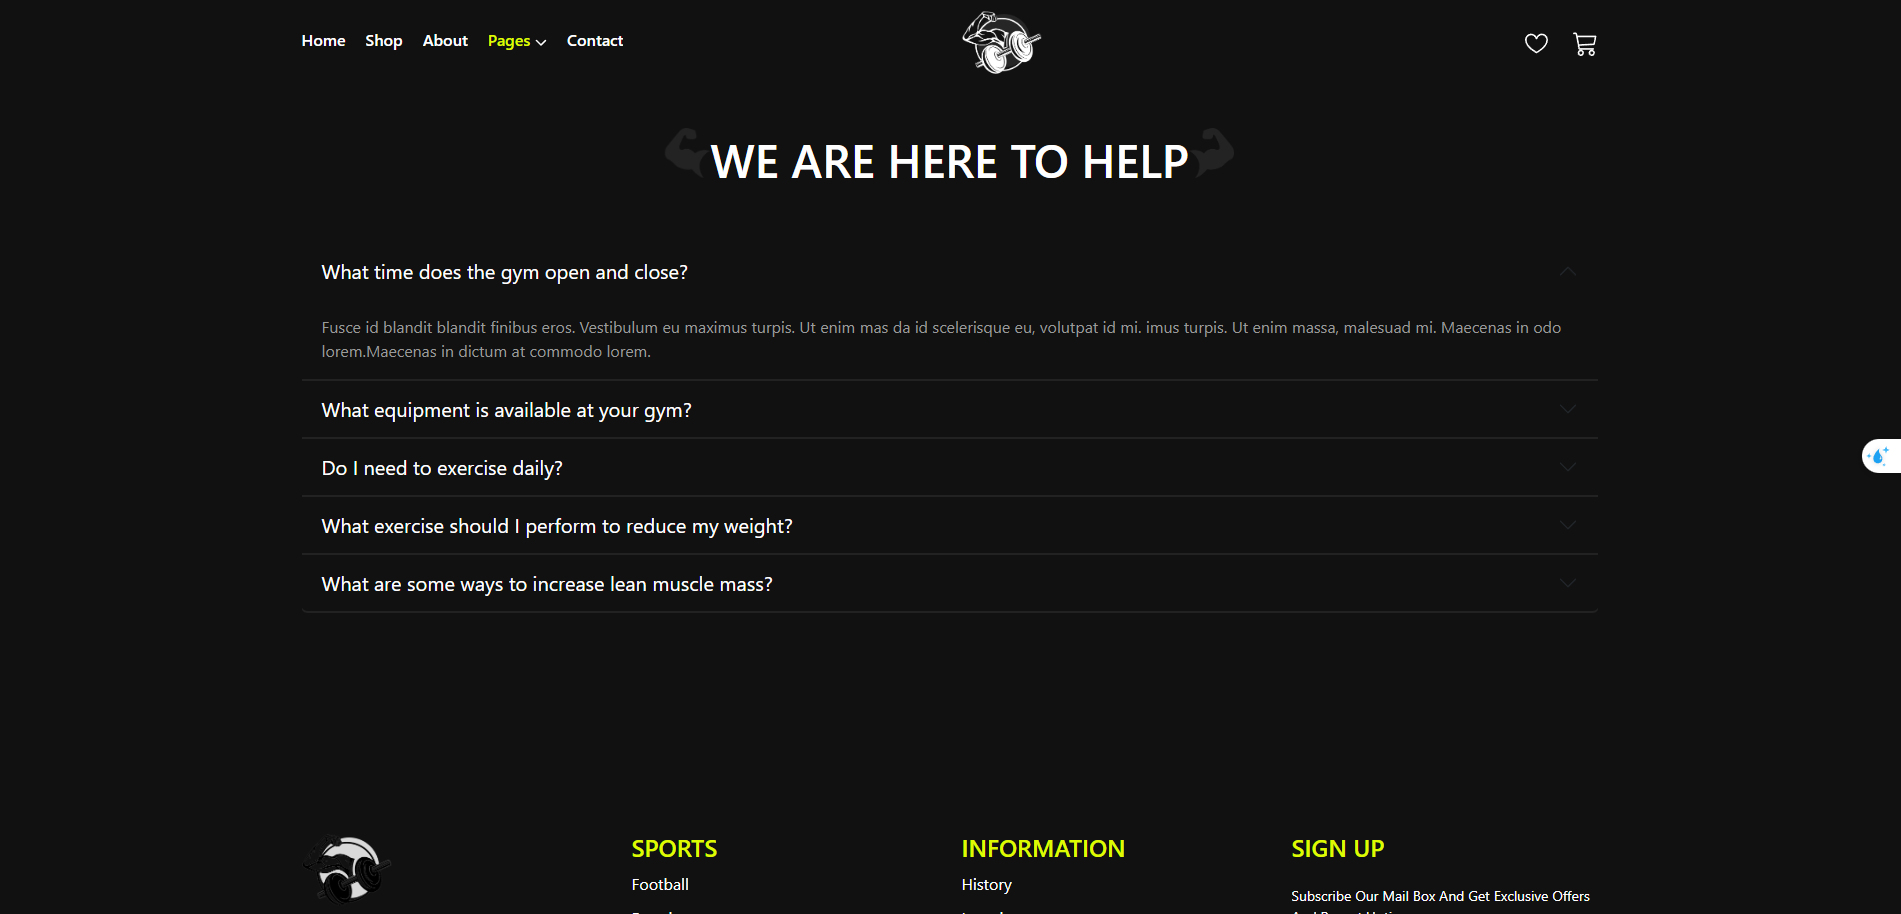 Home Shop About Pages Contact
WE ARE HERE TO HELP
What time does the gym open and close?
Fusce id blandit blandit finibus eros. Vestibulum eu maximus turpis. Ut enim mas da id scelerisque eu, volutpat id mi. imus turpis. Ut enim massa, malesuad mi. Maecenas in odo
lorem.Maecenas in dictum at commodo lorem.
What equipment is available at your gym?
Do I need to exercise daily?
What exercise should I perform to reduce my weight?
What are some ways to increase lean muscle mass?
SPORTS
Football
INFORMATION
History
SIGN UP
Subscribe Our Mail Box And Get Exclusive Offers